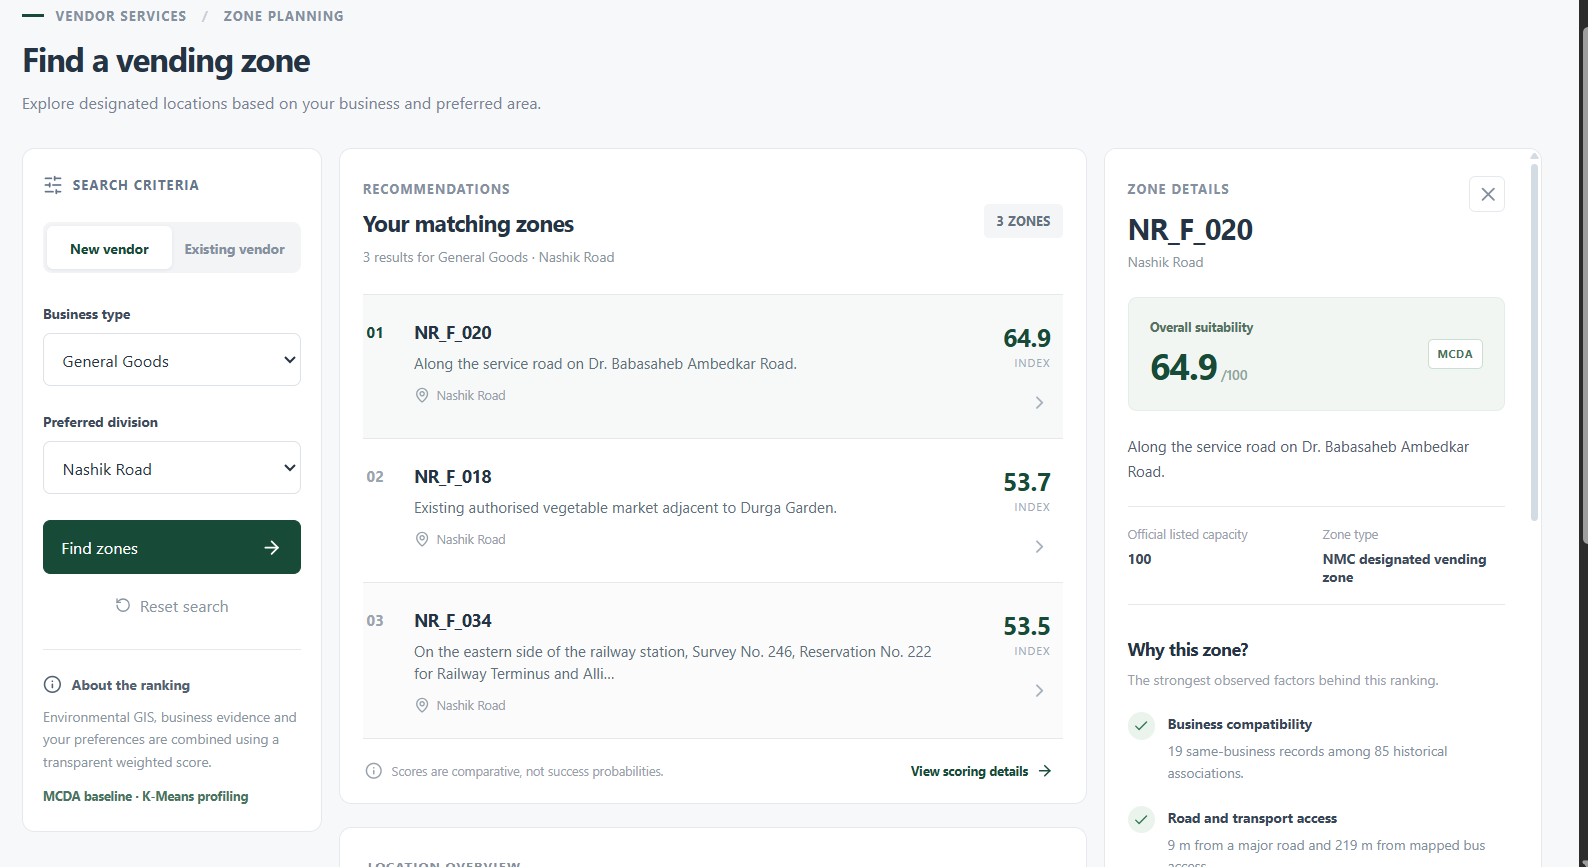 VENDOR SERVICES / ZONE PLANNING
Find a vending zone
Explore designated locations based on your business and preferred area.
SEARCH CRITERIA
New vendor
Existing vendor
Business type
General Goods
Preferred division
Nashik Road
Find zones
Reset search
About the ranking
Environmental GIS, business evidence and
your preferences are combined using a
transparent weighted score.
MCDA baseline · K-Means profiling
RECOMMENDATIONS
Your matching zones
3 ZONES
3 results for General Goods · Nashik Road
01
NR_F_020
Along the service road on Dr. Babasaheb Ambedkar Road.
Nashik Road
64.9
INDEX
02
NR_F_018
Existing authorised vegetable market adjacent to Durga Garden.
Nashik Road
53.7
INDEX
03
NR_F_034
On the eastern side of the railway station, Survey No. 246, Reservation No. 222
for Railway Terminus and Alli...
Nashik Road
53.5
INDEX
Scores are comparative, not success probabilities.
View scoring details
LOCATION OVERVIEW
ZONE DETAILS
NR_F_020
Nashik Road
Overall suitability
64.9 /100
MCDA
Along the service road on Dr. Babasaheb Ambedkar
Road.
Official listed capacity
100
Zone type
NMC designated vending
zone
Why this zone?
The strongest observed factors behind this ranking.
Business compatibility
19 same-business records among 85 historical
associations.
Road and transport access
9 m from a major road and 219 m from mapped bus
access.